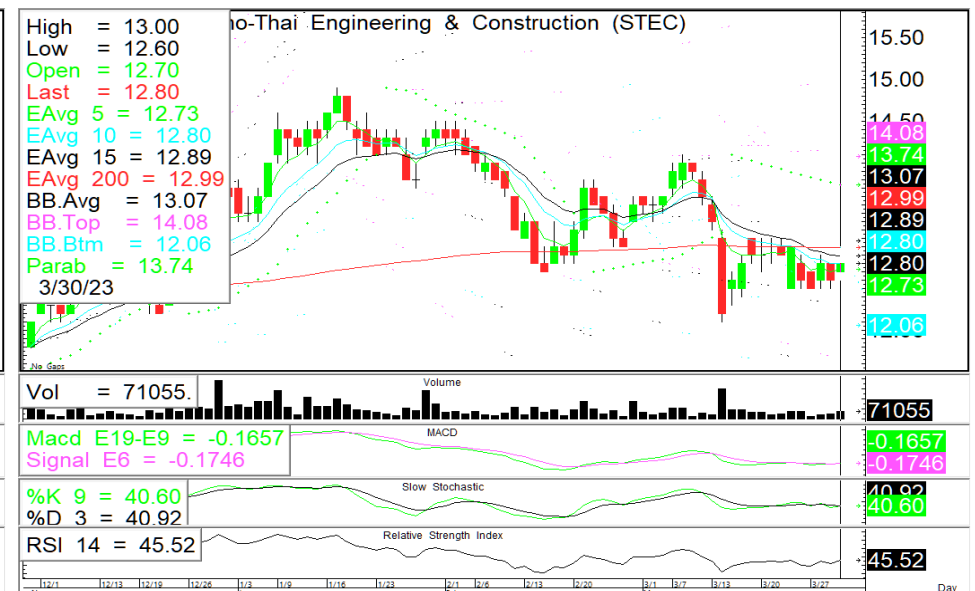 no-Thai Engineering & Construction (STEC)
High = 13.00
Low = 12.60
Open = 12.70
Last = 12.80
EAvg 5 = 12.73
EAvg 10 = 12.80
EAvg 15 = 12.89
EAvg 200 = 12.99
BB.Avg = 13.07
BB.Top = 14.08
BB.Btm = 12.06
Parab = 13.74
3/30/23
15.50
15.00
14.50
14.08
13.74
13.07
12.99
12.89
12.80
12.80
12.73
12.06
No Gaps
Volume
Vol = 71055.
71055
MACD
Macd E19-E9 = -0.1657
Signal E6 = -0.1746
-0.1657
-0.1746
Slow Stochastic
%K 9 = 40.60
%D 3 = 40.92
40.92
40.60
Relative Strength Index
RSI 14 = 45.52
45.52
12/1 12/13 12/19 12/26 1/3 1/9 1/16 1/23 2/1 2/6 2/13 2/20 3/1 3/7 3/13 3/20 3/27
Day